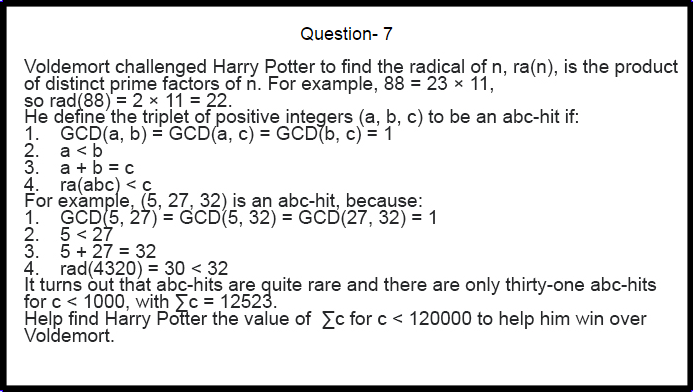 Question- 7
Voldemort challenged Harry Potter to find the radical of n, ra(n), is the product
of distinct prime factors of n. For example, 88 = 23 × 11,
so rad(88) = 2 × 11 = 22.
He define the triplet of positive integers (a, b, c) to be an abc-hit if:
1. GCD(a, b) = GCD(a, c) = GCD(b, c) = 1
2. a < b
3. a + b = c
4. ra(abc) < c
For example, (5, 27, 32) is an abc-hit, because:
1. GCD(5, 27) = GCD(5, 32) = GCD(27, 32) = 1
2. 5 < 27
3. 5 + 27 = 32
4. rad(4320) = 30 < 32
It turns out that abc-hits are quite rare and there are only thirty-one abc-hits
for c < 1000, with ∑c = 12523.
Help find Harry Potter the value of ∑c for c < 120000 to help him win over
Voldemort.